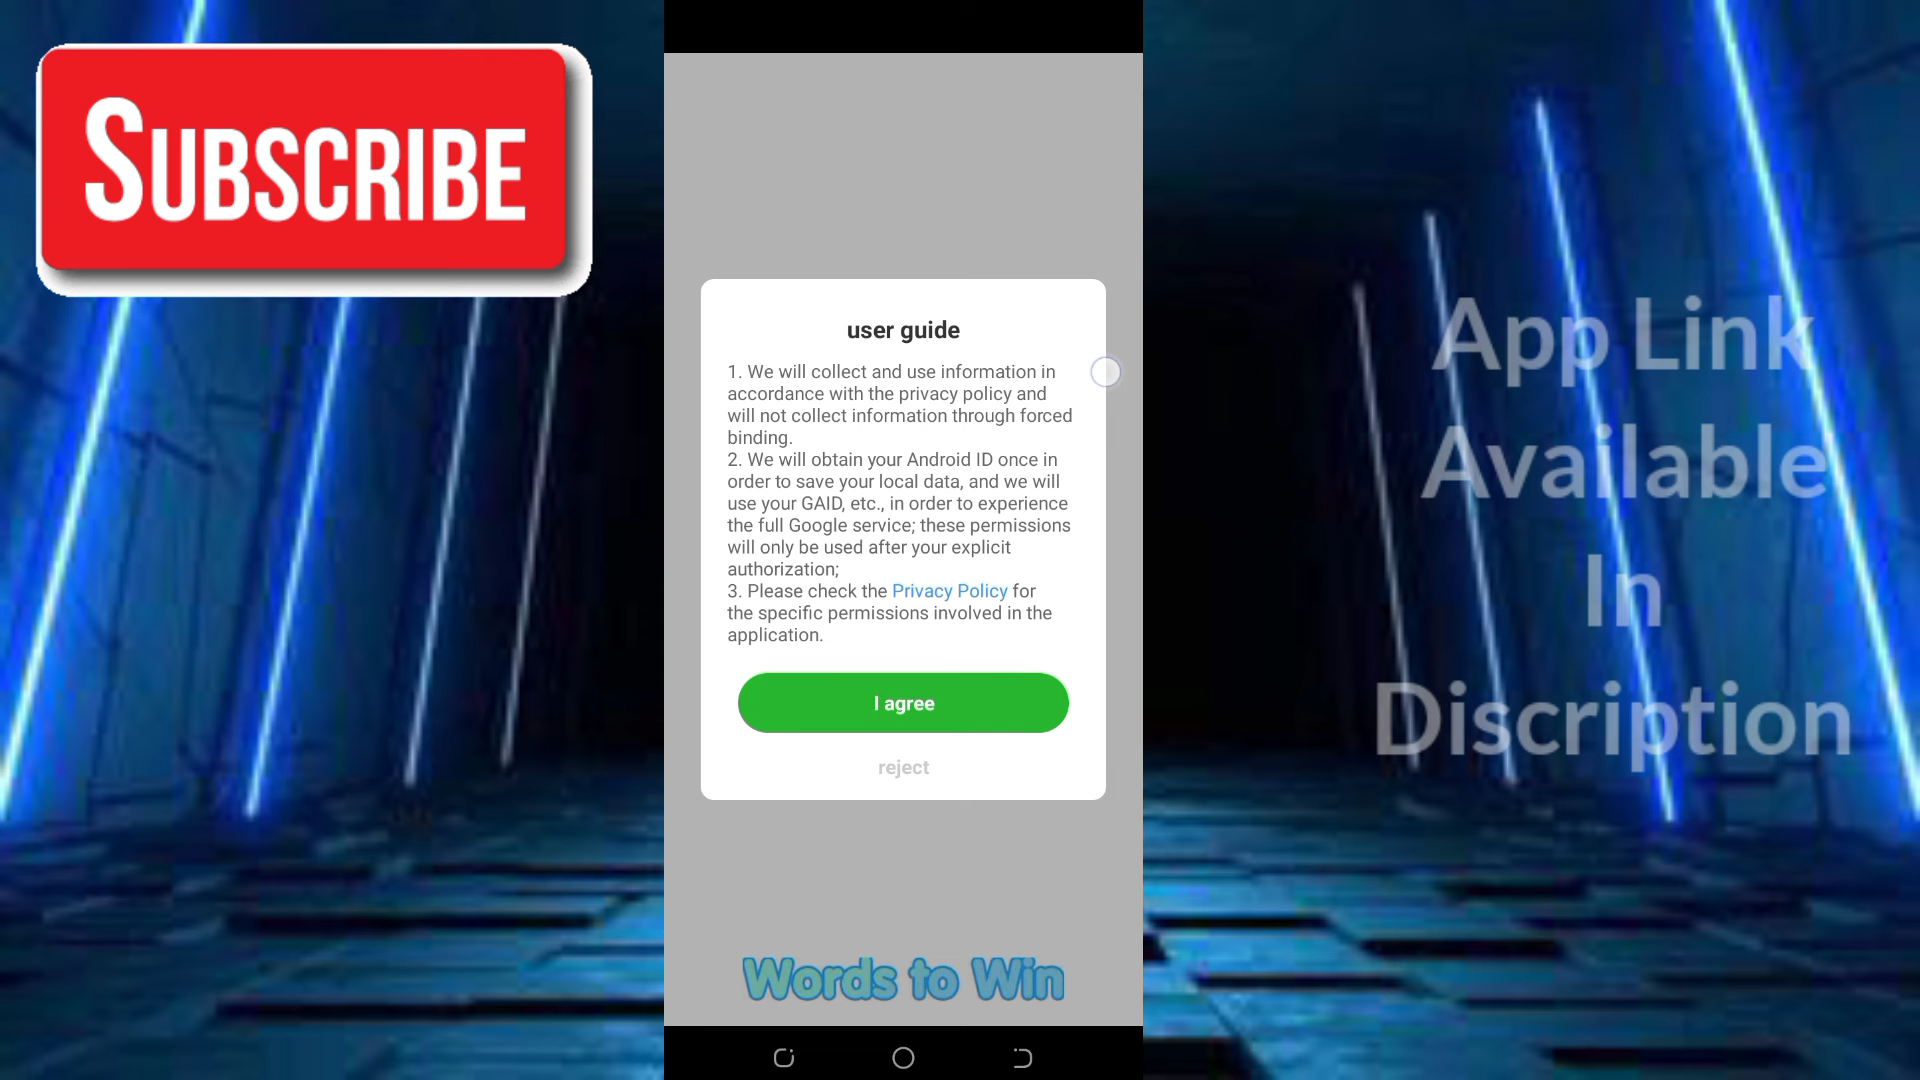 SUBSCRIBE
user guide
1. We will collect and use information in
accordance with the privacy policy and
will not collect information through forced
binding.
2. We will obtain your Android ID once in
order to save your local data, and we will
use your GAID, etc., in order to experience
the full Google service; these permissions
will only be used after your explicit
authorization;
3. Please check the Privacy Policy for
the specific permissions involved in the
application.
I agree
reject
Words to Win
App Link
Available
In
Discription